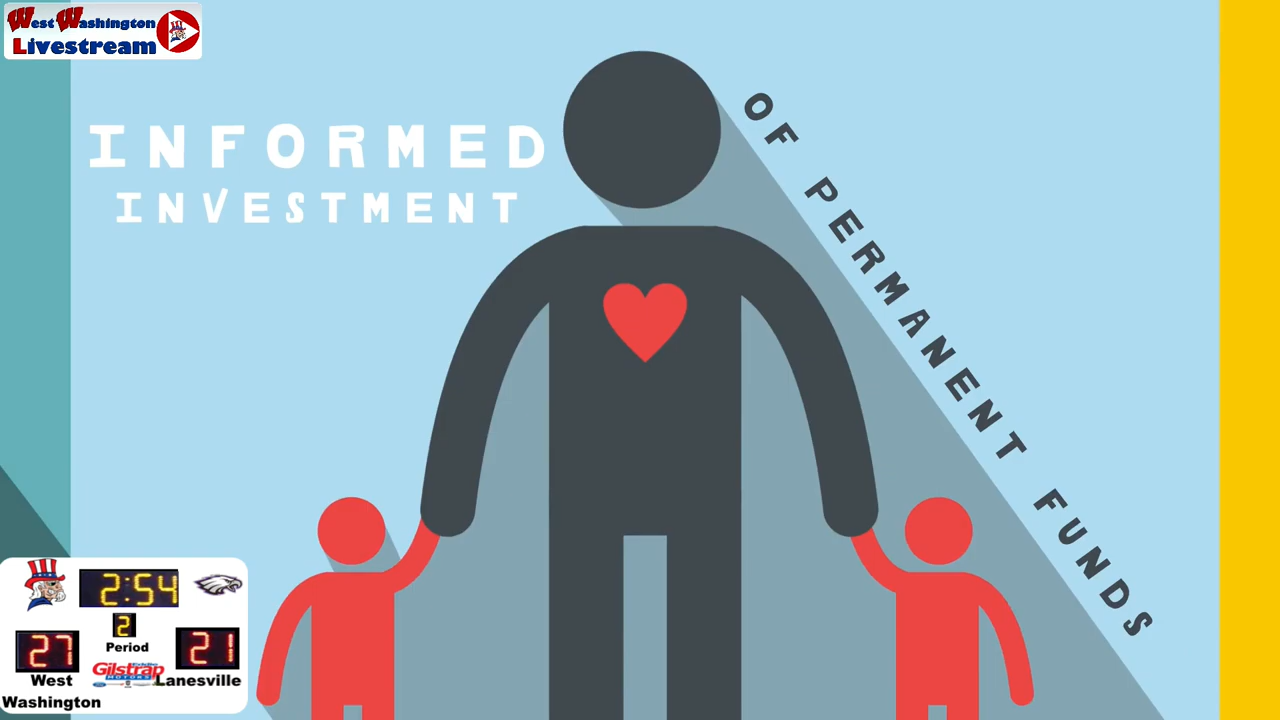 West Washington
Livestream
INFORMED
INVESTMENT
OF PERMANENT FUNDS
2:54
2
Period
27
21
West
Washington
Gilstrap
Lanesville